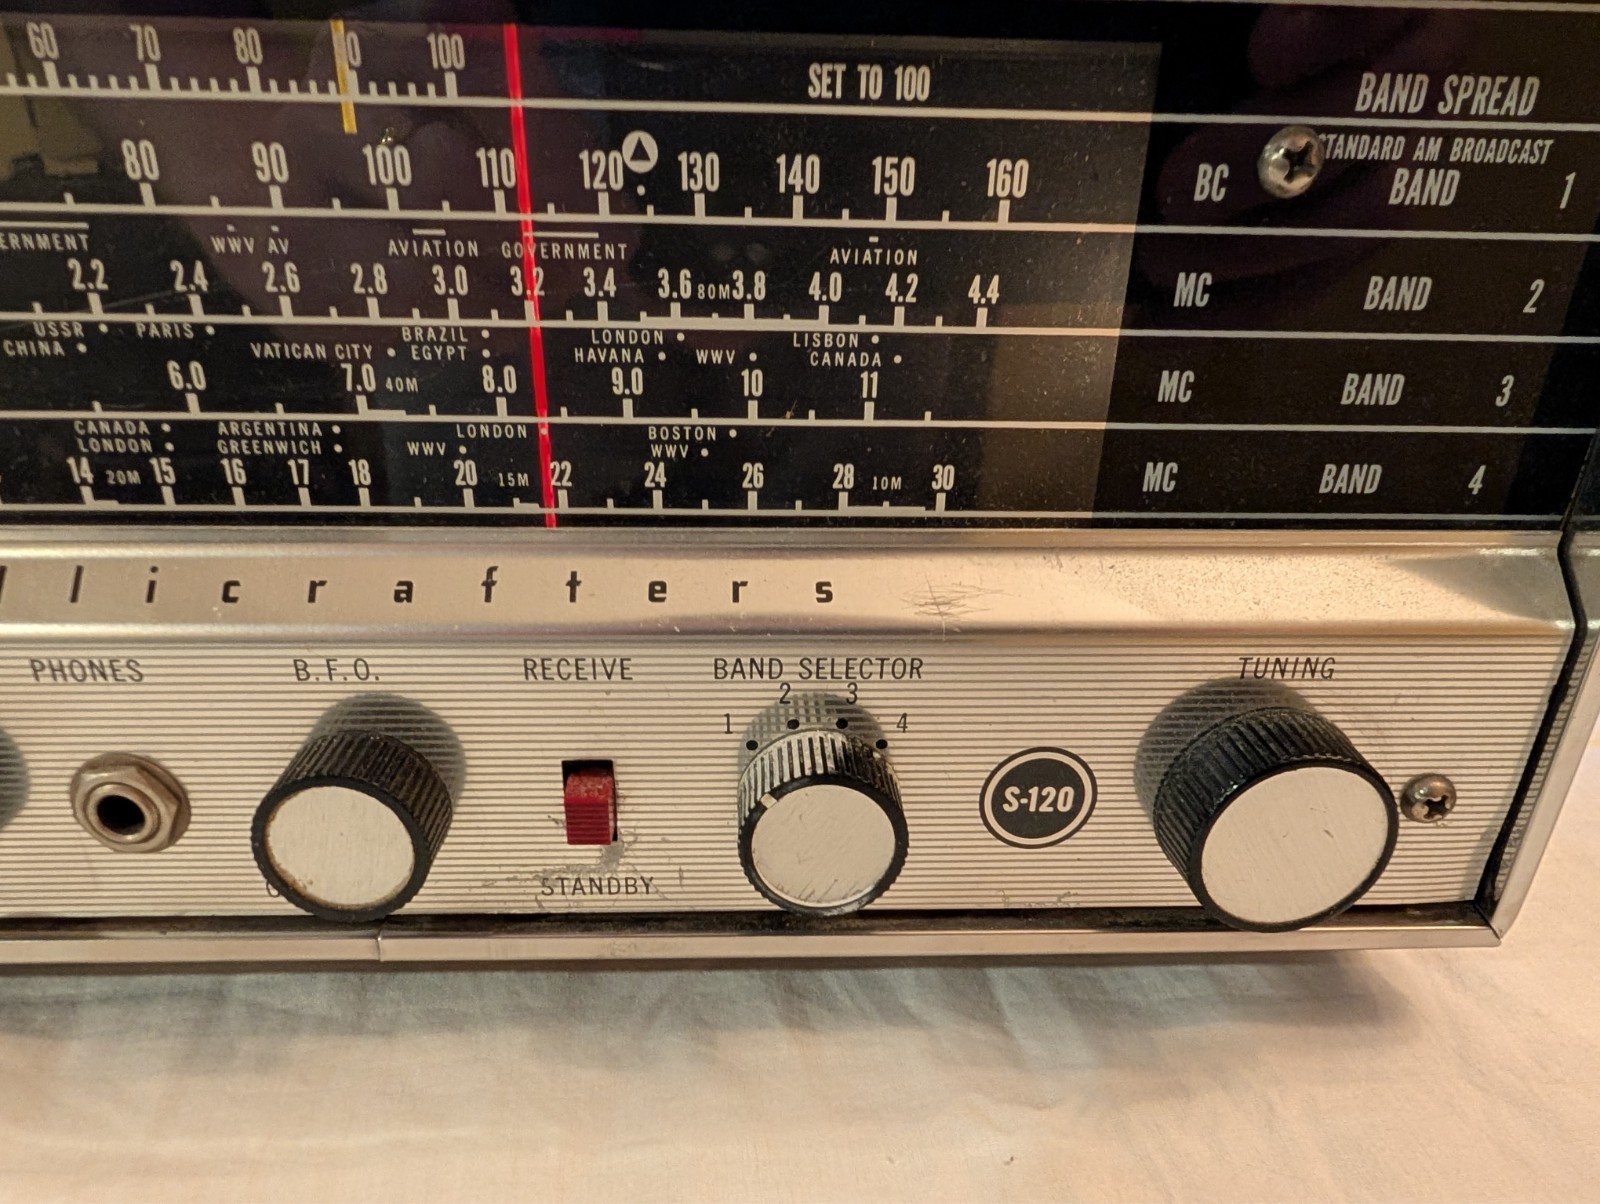 60 70 80 90 100 SET TO 100 BAND SPREAD
STANDARD AM BROADCAST
80 90 100 110 120 130 140 150 160 BC BAND 1
ERNMENT WWV AV AVIATION GOVERNMENT AVIATION
2.2 2.4 2.6 2.8 3.0 3.2 3.4 3.6 80M 3.8 4.0 4.2 4.4 MC BAND 2
USSR PARIS BRAZIL LONDON LISBON
CHINA VATICAN CITY EGYPT HAVANA WWV CANADA
6.0 7.0 40M 8.0 9.0 10 11 MC BAND 3
CANADA ARGENTINA LONDON BOSTON
LONDON GREENWICH WWV WWV
14 20M 15 16 17 18 20 15M 22 24 26 28 10M 30 MC BAND 4
llicrafters
PHONES B.F.O. RECEIVE BAND SELECTOR TUNING
1 2 3 4
S-120
STANDBY